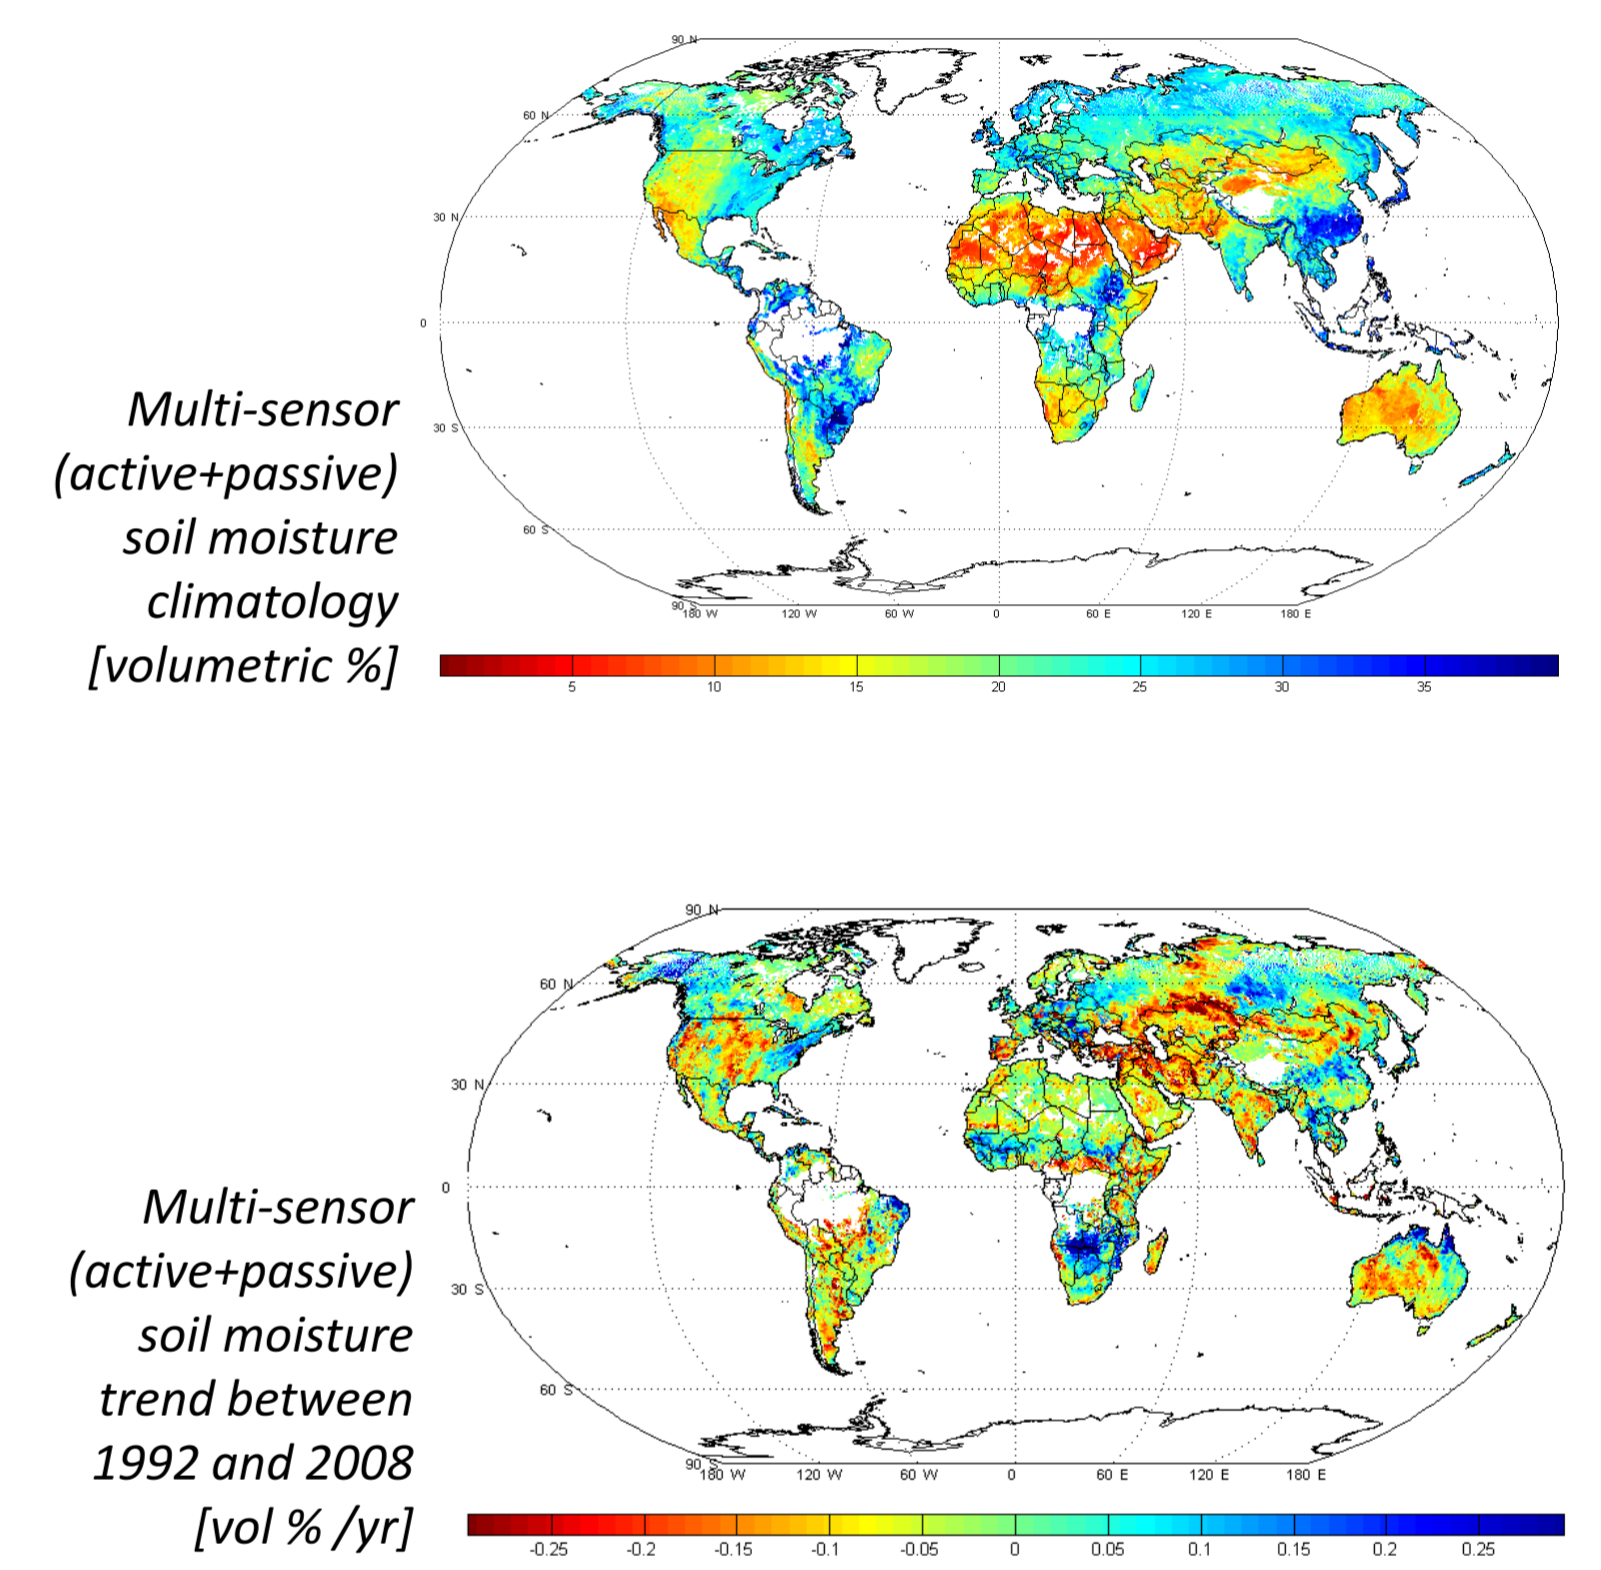 90 N
60 N
30 N
0
30 S
60 S
90 S
180 W 120 W 60 W 0 60 E 120 E 180 E
Multi-sensor
(active+passive)
soil moisture
climatology
[volumetric %]
5 10 15 20 25 30 35
90 N
60 N
30 N
0
30 S
60 S
90 S
180 W 120 W 60 W 0 60 E 120 E 180 E
Multi-sensor
(active+passive)
soil moisture
trend between
1992 and 2008
[vol % /yr]
-0.25 -0.2 -0.15 -0.1 -0.05 0 0.05 0.1 0.15 0.2 0.25